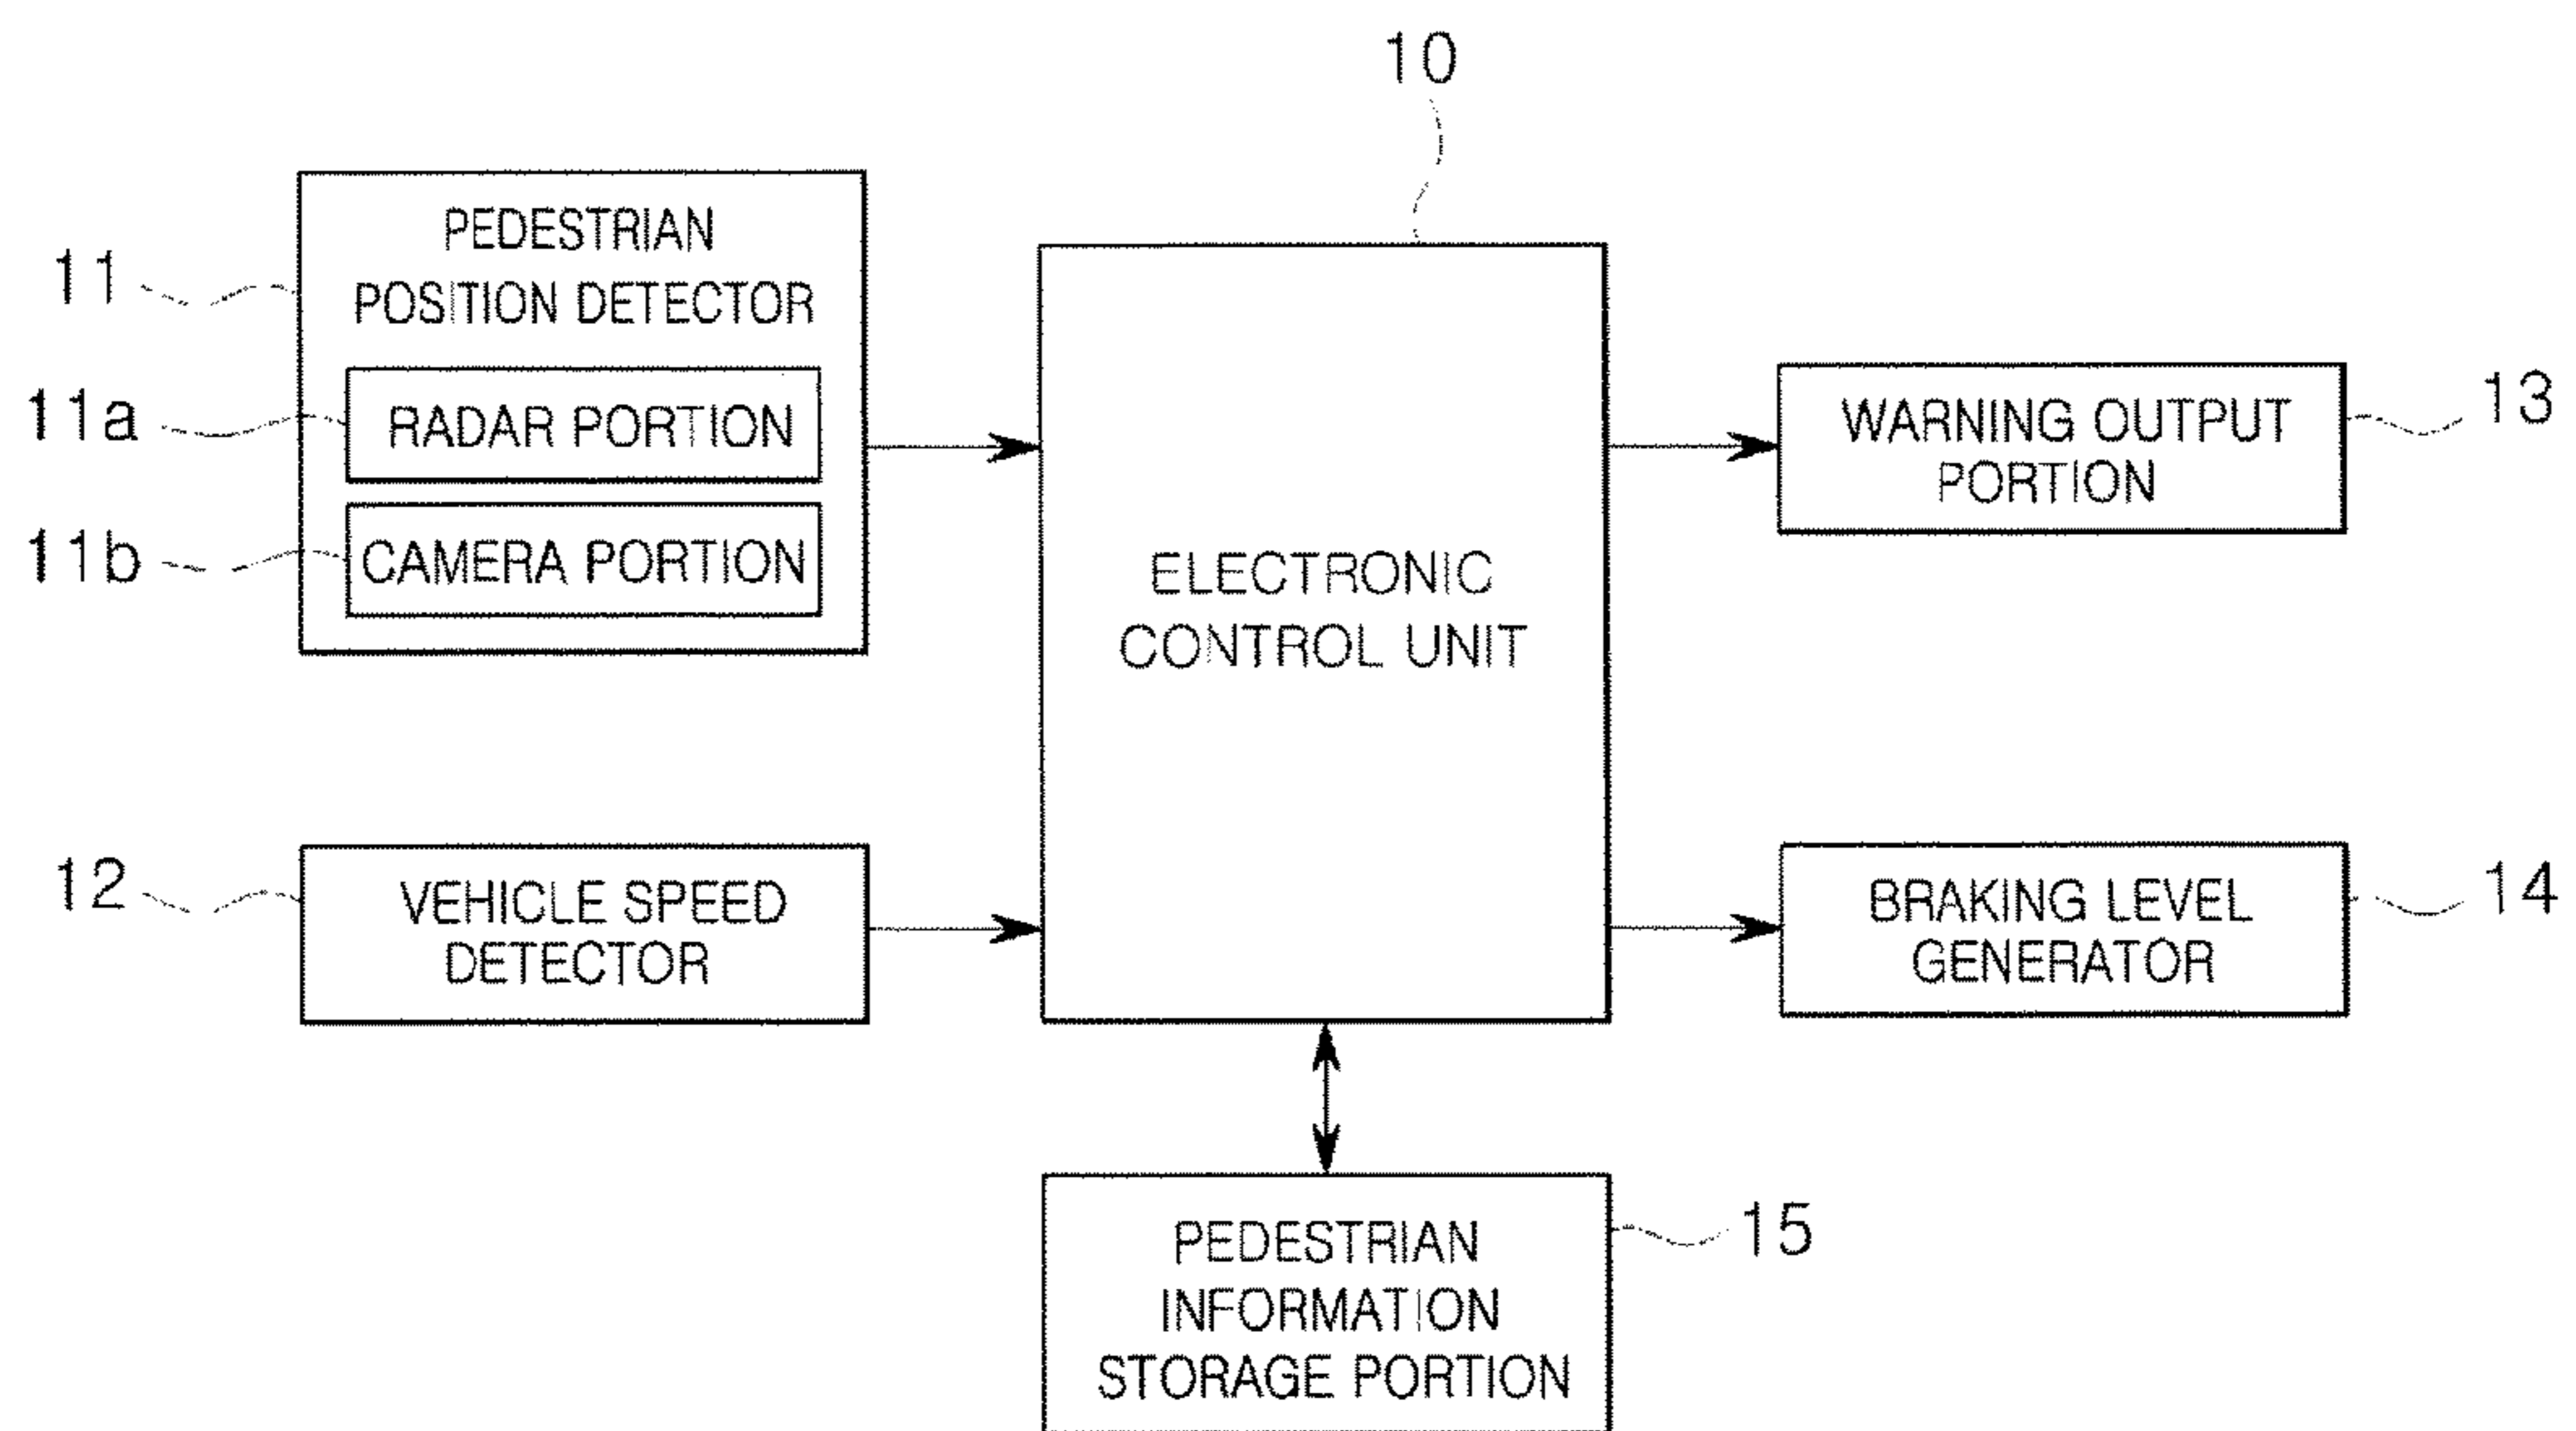 10
11
PEDESTRIAN
POSITION DETECTOR
11a
RADAR PORTION
11b
CAMERA PORTION
12
VEHICLE SPEED
DETECTOR
ELECTRONIC
CONTROL UNIT
WARNING OUTPUT
PORTION
13
BRAKING LEVEL
GENERATOR
14
PEDESTRIAN
INFORMATION
STORAGE PORTION
15